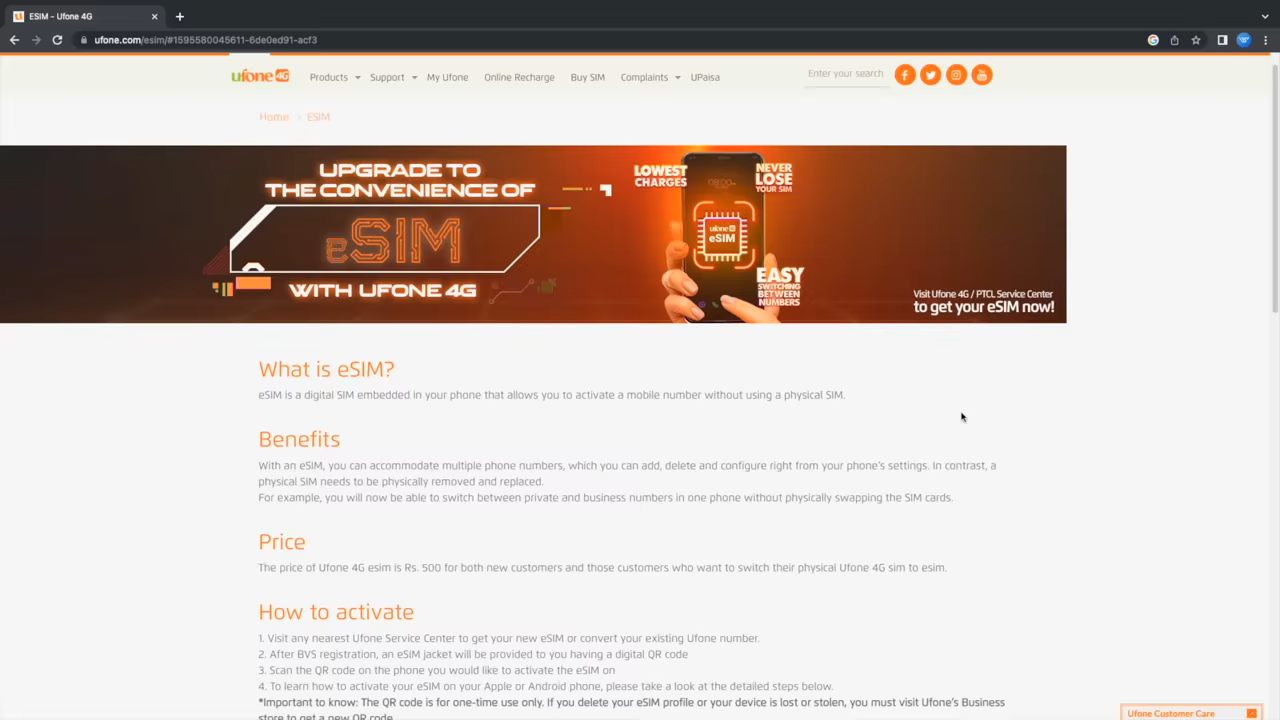 ESIM - Ufone 4G
ufone.com/esim/#1595580045611-6de0ed91-acf3
ufone 4G Products Support My Ufone Online Recharge Buy SIM Complaints UPaisa Enter your search
Home > ESIM
UPGRADE TO
THE CONVENIENCE OF
eSIM
WITH UFONE 4G
LOWEST
CHARGES
NEVER
LOSE
YOUR SIM
08:00
ufone 4G
eSIM
EASY
SWITCHING
BETWEEN
NUMBERS
Visit Ufone 4G / PTCL Service Center
to get your eSIM now!
What is eSIM?
eSIM is a digital SIM embedded in your phone that allows you to activate a mobile number without using a physical SIM.
Benefits
With an eSIM, you can accommodate multiple phone numbers, which you can add, delete and configure right from your phone's settings. In contrast, a
physical SIM needs to be physically removed and replaced.
For example, you will now be able to switch between private and business numbers in one phone without physically swapping the SIM cards.
Price
The price of Ufone 4G esim is Rs. 500 for both new customers and those customers who want to switch their physical Ufone 4G sim to esim.
How to activate
1. Visit any nearest Ufone Service Center to get your new eSIM or convert your existing Ufone number.
2. After BVS registration, an eSIM jacket will be provided to you having a digital QR code
3. Scan the QR code on the phone you would like to activate the eSIM on
4. To learn how to activate your eSIM on your Apple or Android phone, please take a look at the detailed steps below.
*Important to know: The QR code is for one-time use only. If you delete your eSIM profile or your device is lost or stolen, you must visit Ufone's Business
store to get a new QR code
Ufone Customer Care